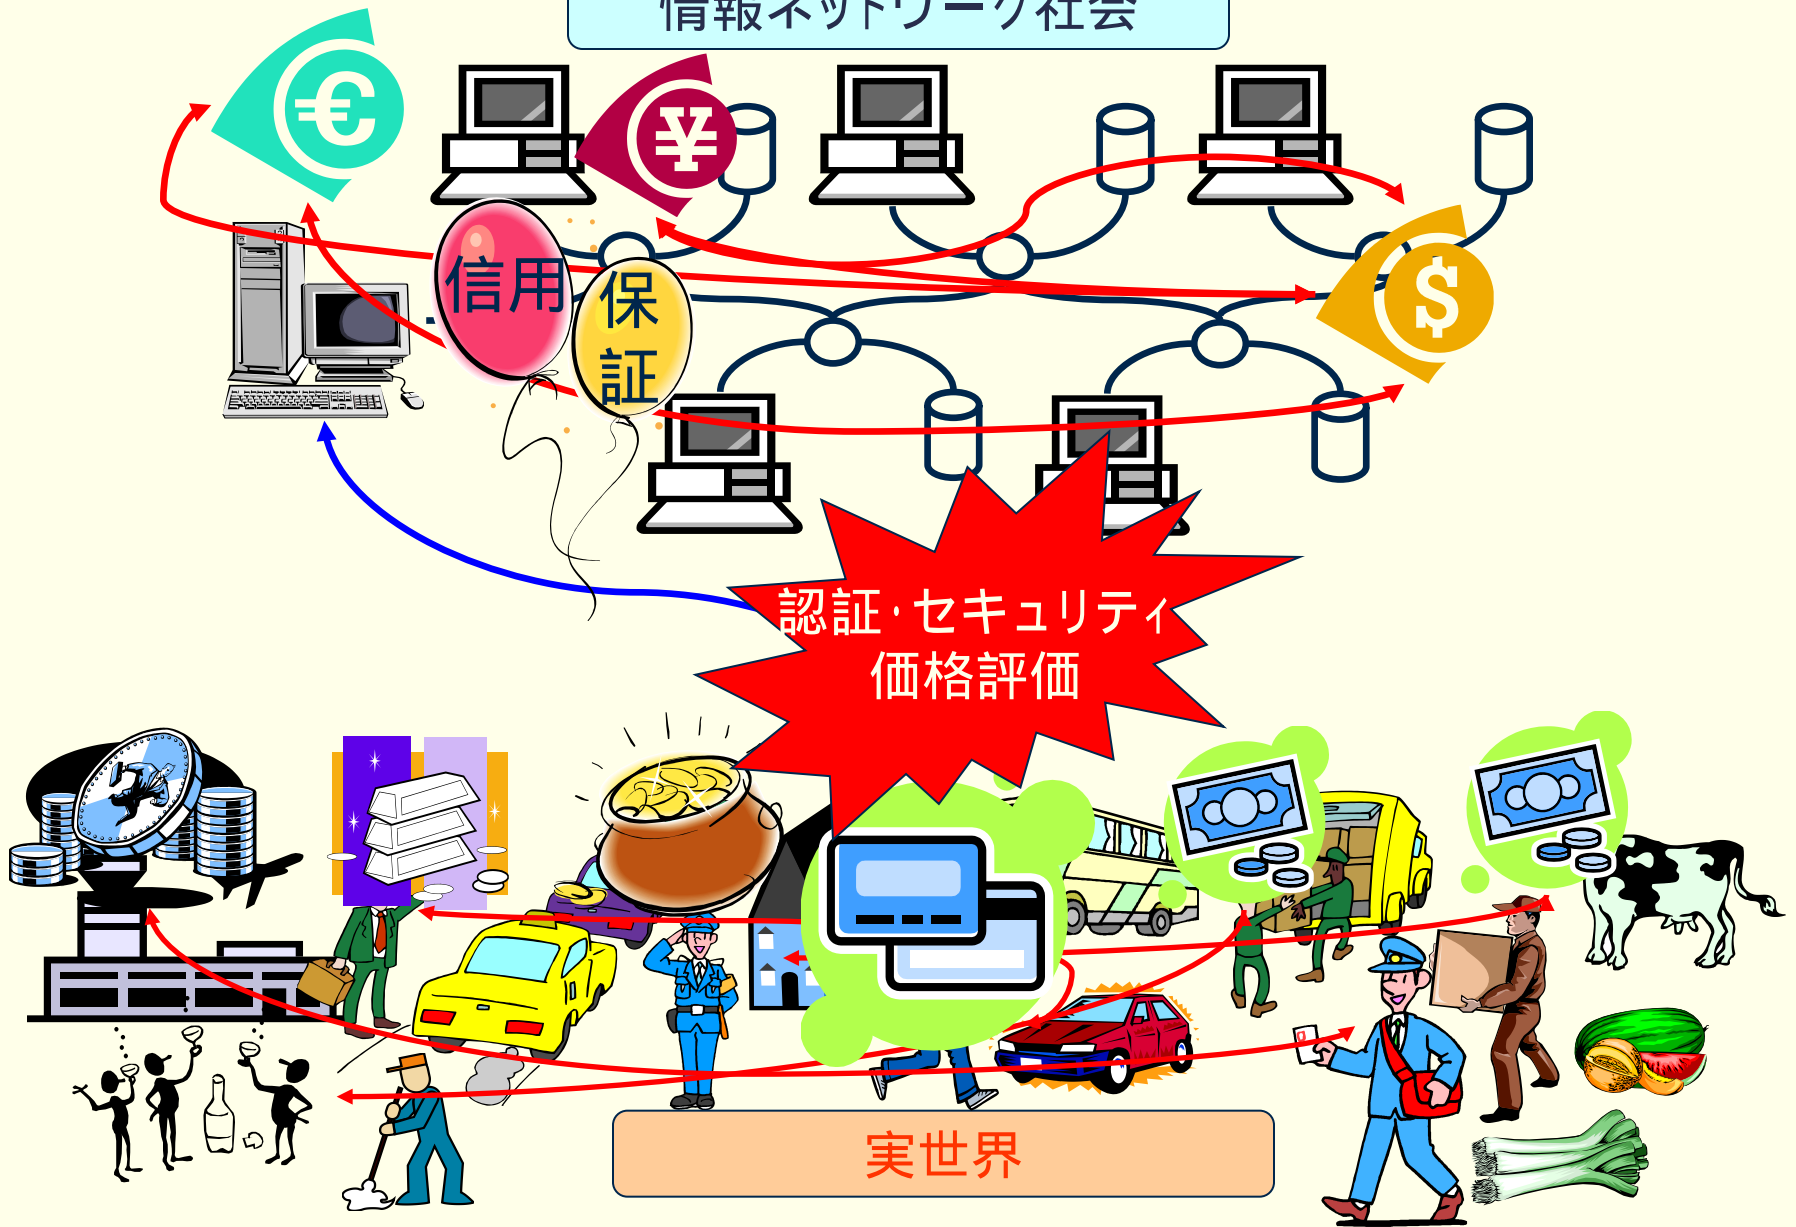 情報ネットワーク社会
€
¥
$
信用
保
証
認証・セキュリティ
価格評価
実世界